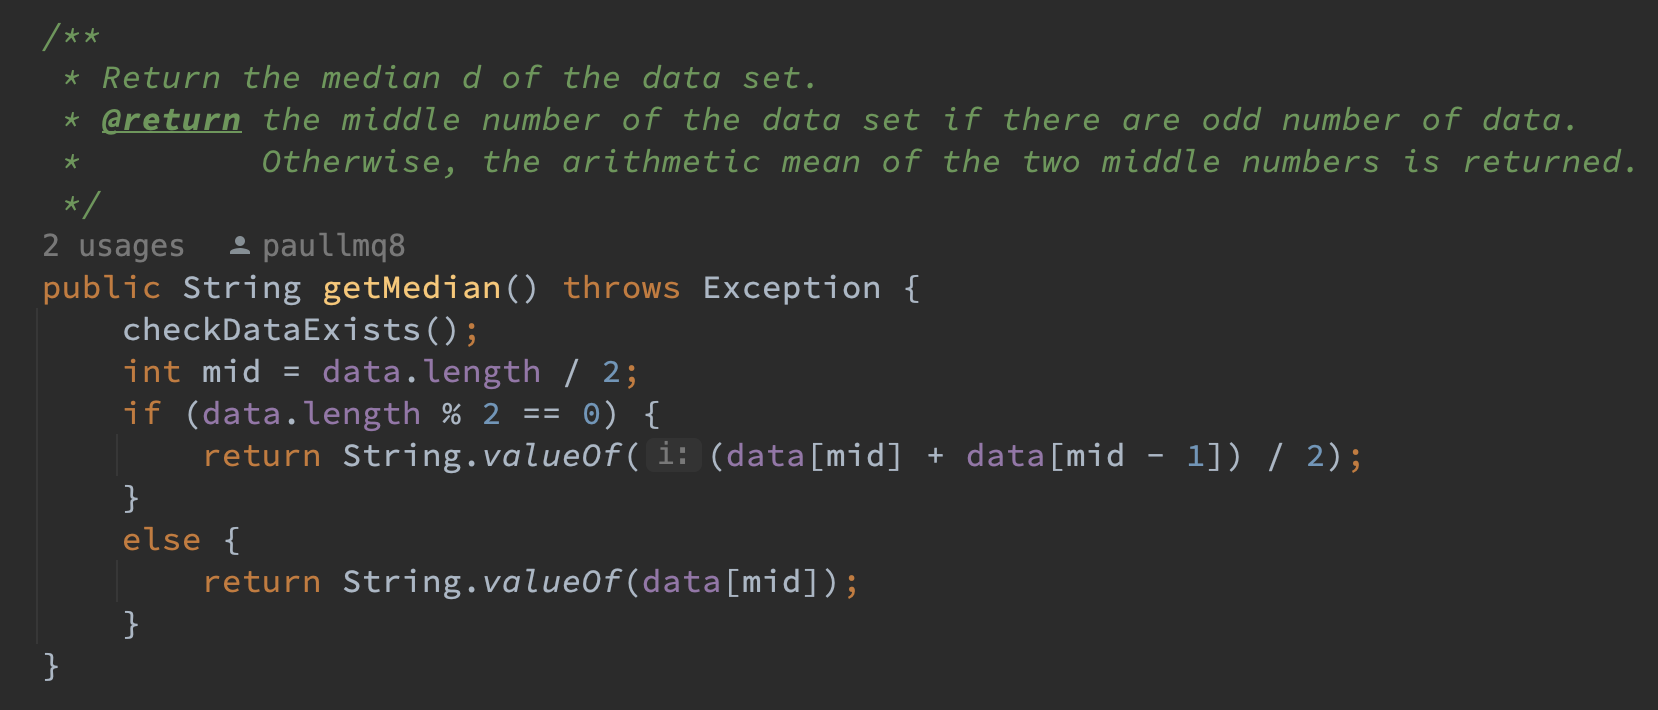 /**
 * Return the median d of the data set.
 * @return the middle number of the data set if there are odd number of data.
 *         Otherwise, the arithmetic mean of the two middle numbers is returned.
 */
2 usages   paullmq8
public String getMedian() throws Exception {
    checkDataExists();
    int mid = data.length / 2;
    if (data.length % 2 == 0) {
        return String.valueOf( i: (data[mid] + data[mid - 1]) / 2);
    }
    else {
        return String.valueOf(data[mid]);
    }
}